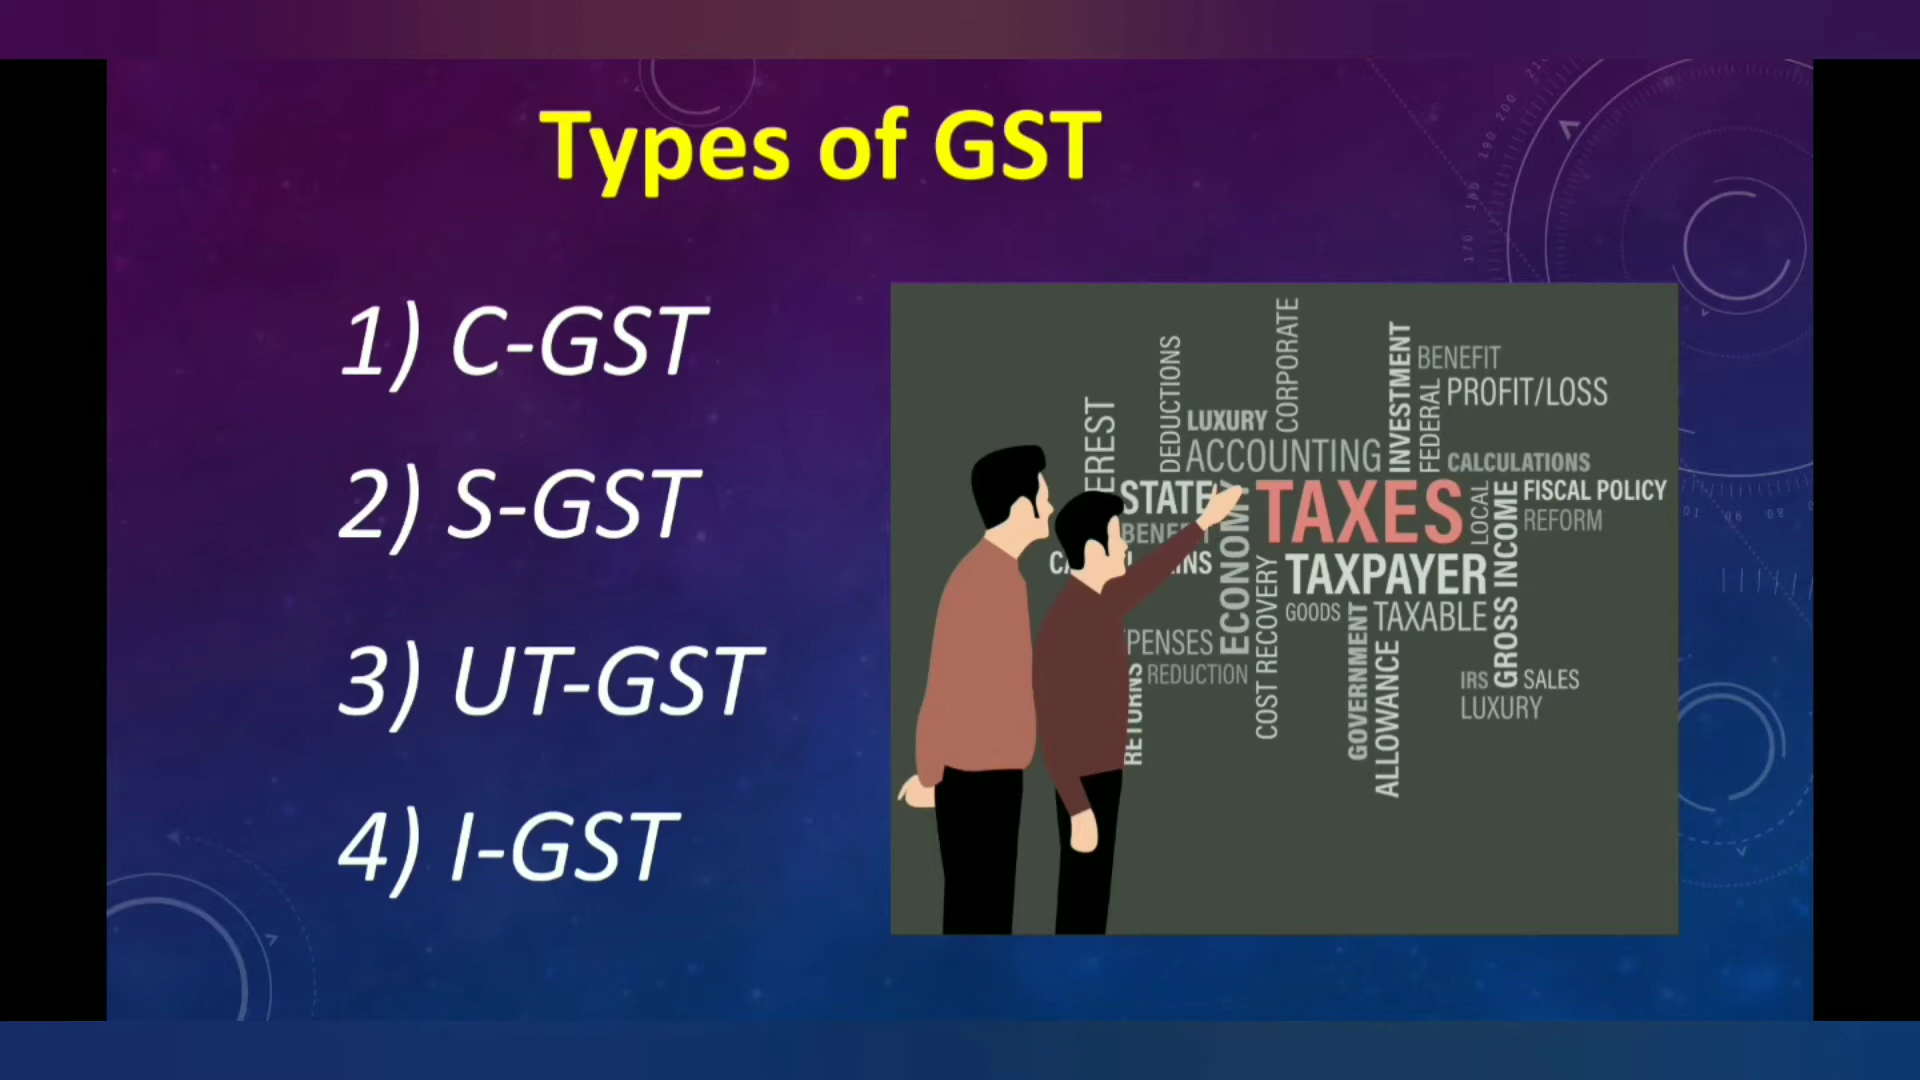 Types of GST
1) C-GST
2) S-GST
3) UT-GST
4) I-GST
CORPORATE
DEDUCTIONS
INVESTMENT
BENEFIT
FEDERAL
PROFIT/LOSS
LUXURY
ACCOUNTING
CALCULATIONS
STATE
ECONOMY
TAXES
LOCAL
GROSS INCOME
FISCAL POLICY
REFORM
TAXPAYER
COST RECOVERY
GOODS
GOVERNMENT
TAXABLE
ALLOWANCE
REDUCTION
RETURNS
IRS
SALES
LUXURY